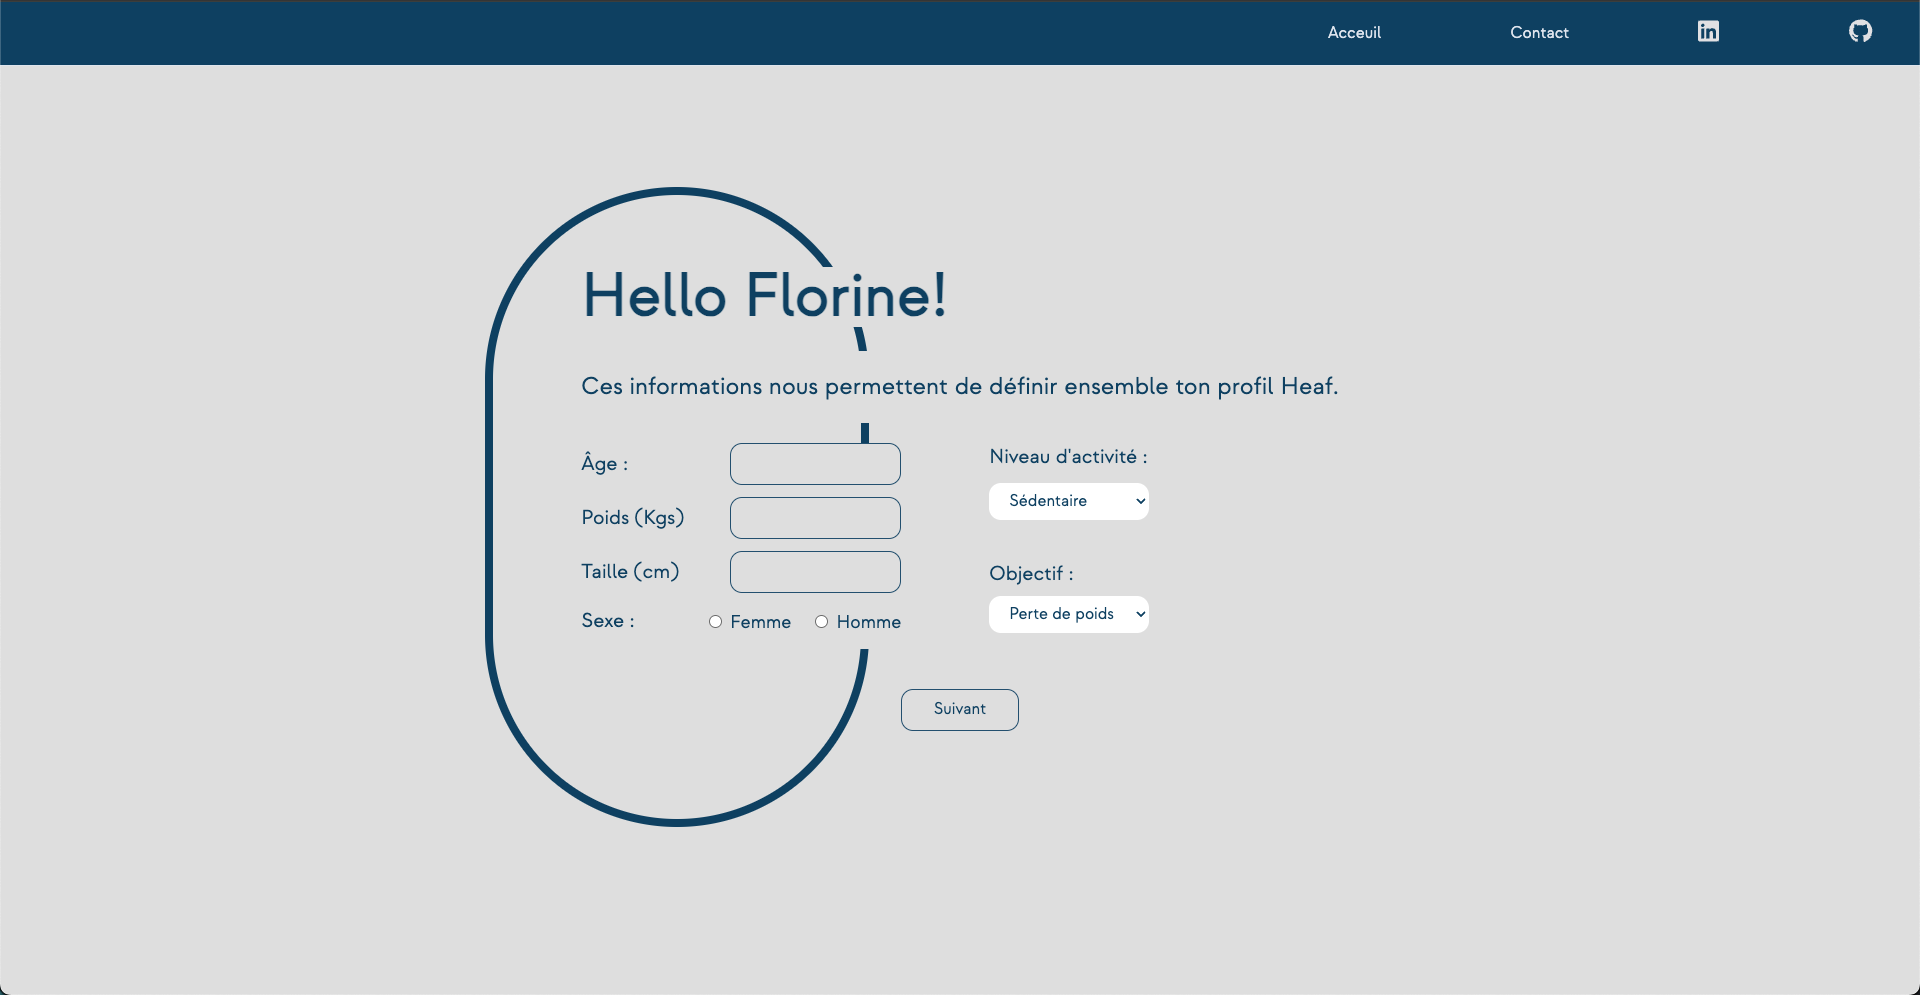 Acceuil
Contact
in
Hello Florine!
Ces informations nous permettent de définir ensemble ton profil Heaf.
Âge :
Poids (Kgs)
Taille (cm)
Sexe :
Femme
Homme
Niveau d'activité :
Sédentaire
Objectif :
Perte de poids
Suivant